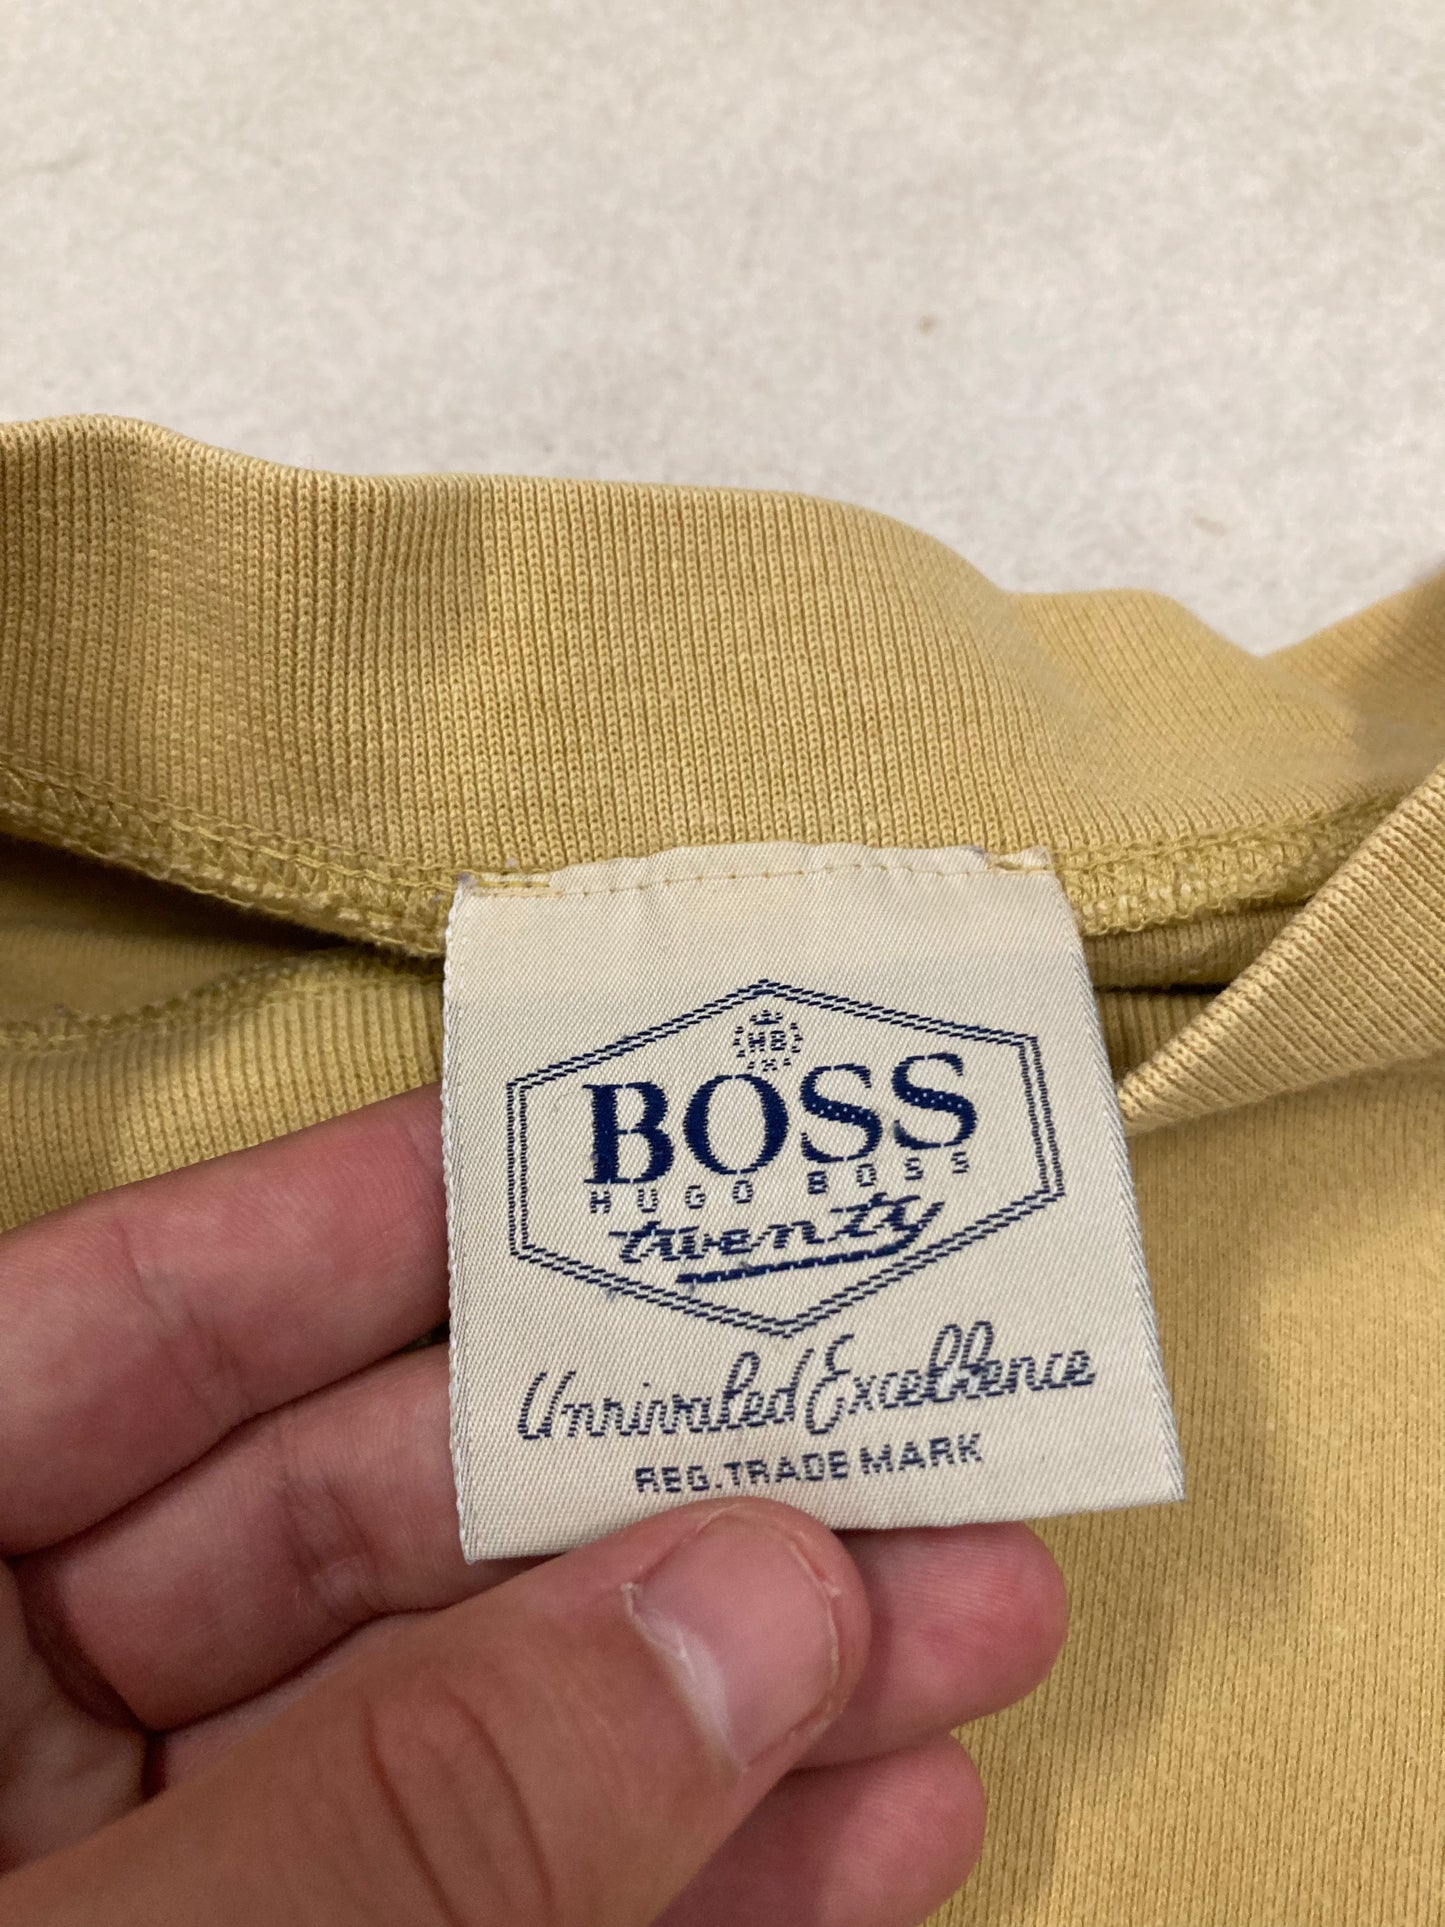 HB
BOSS
HUGO BOSS
twenty
Unrivaled Excellence
REG. TRADE MARK